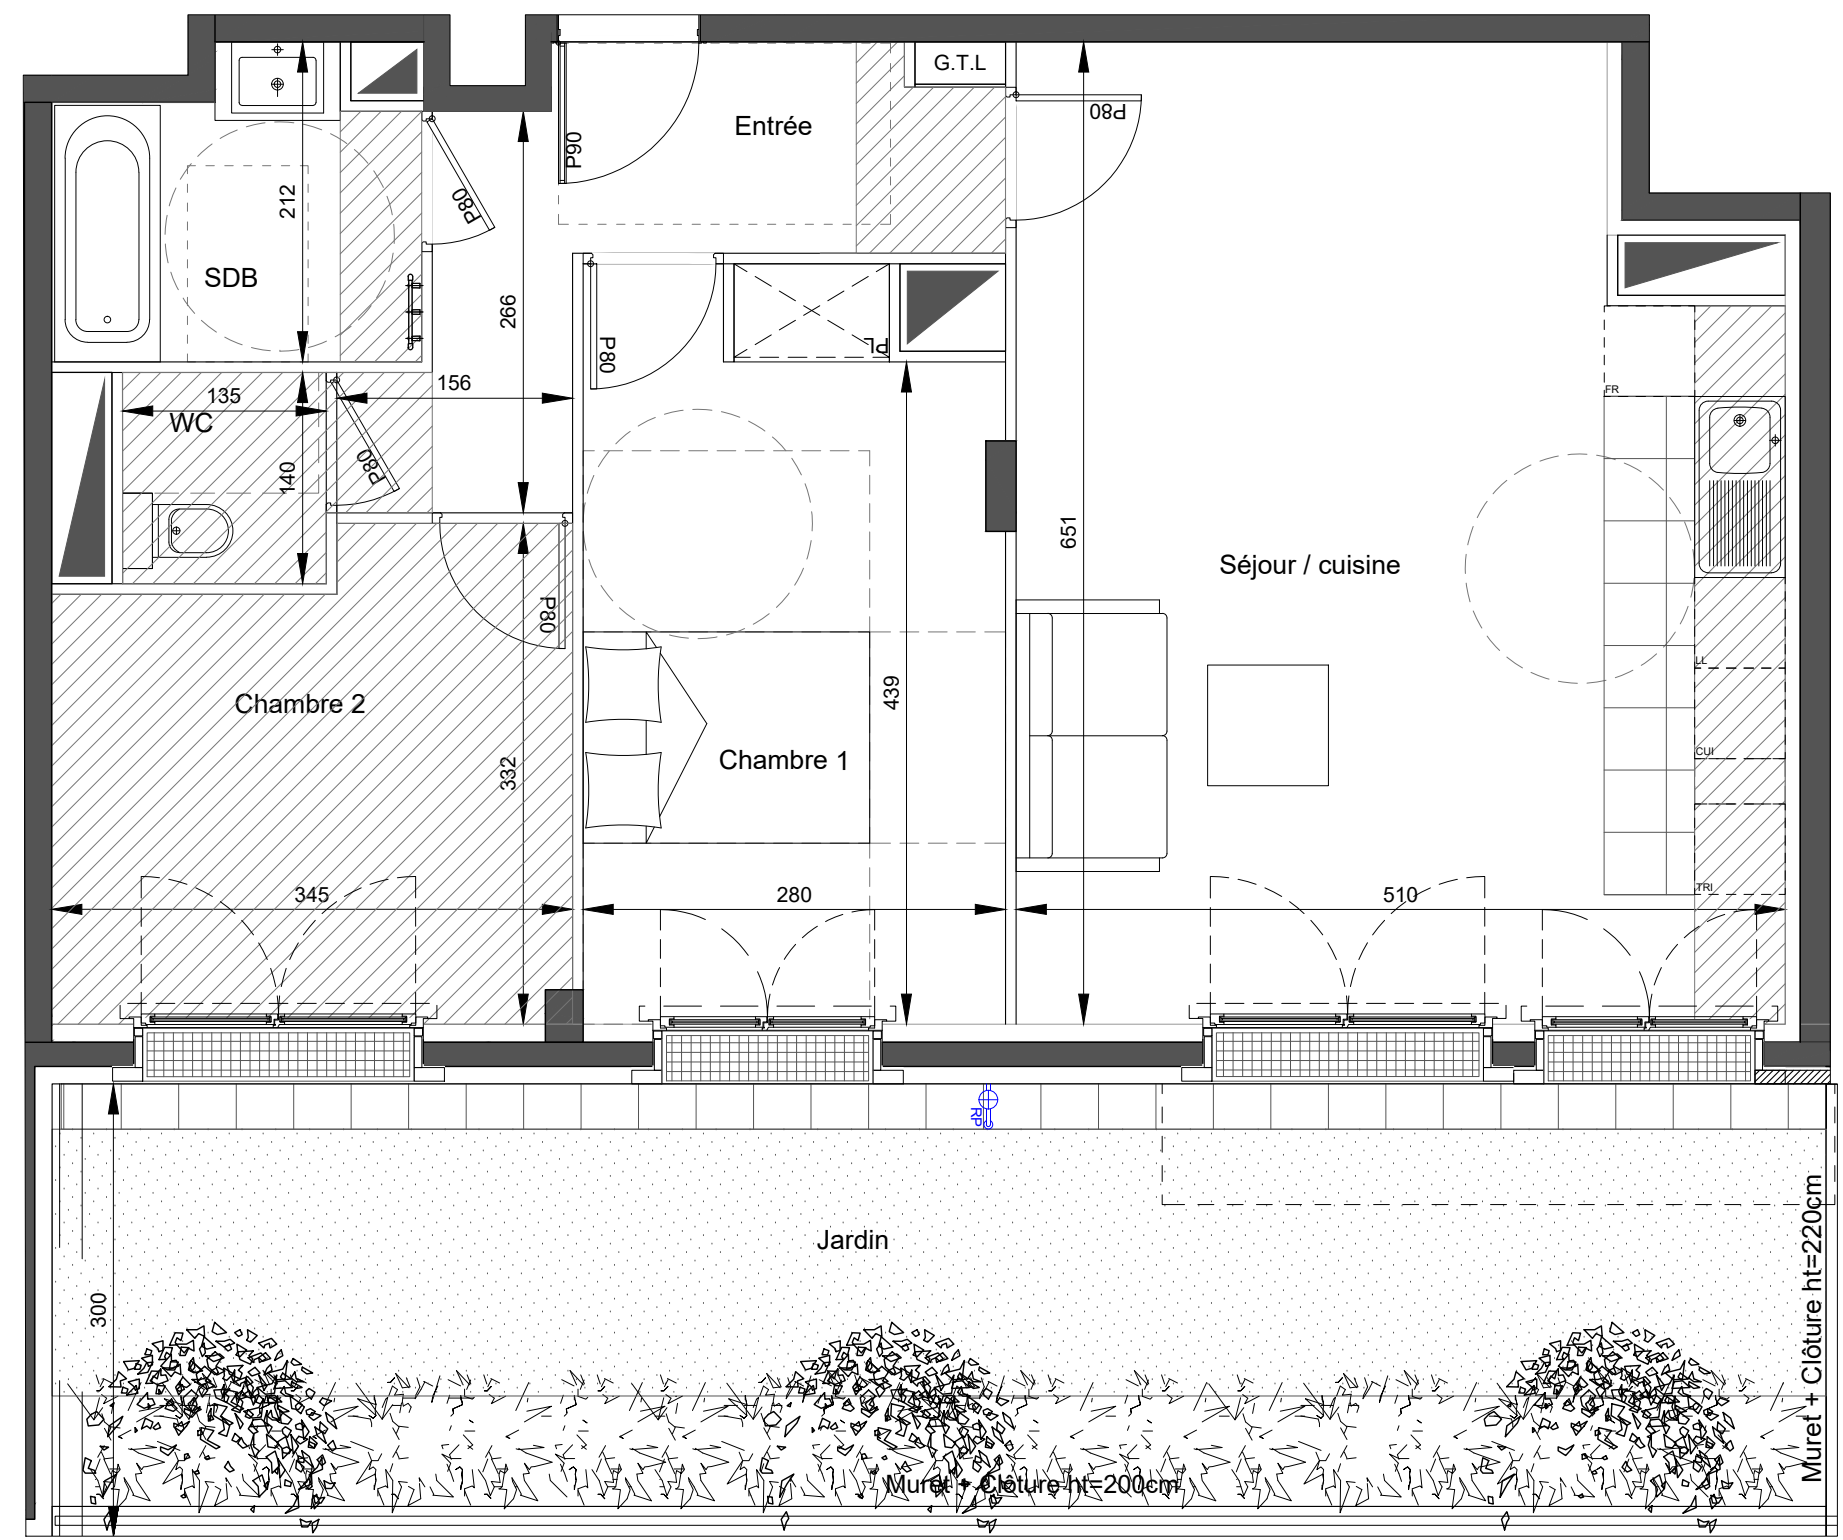 G.T.L
P80
Entrée
P90
P80
212
SDB
266
P80
PL
156
135
WC
FR
P80
140
651
Séjour / cuisine
P80
LL
439
Chambre 2
CUI
Chambre 1
332
345
280
510
TRI
RP
Jardin
300
Muret + Clôture ht=220cm
Muret + Clôture ht=200cm